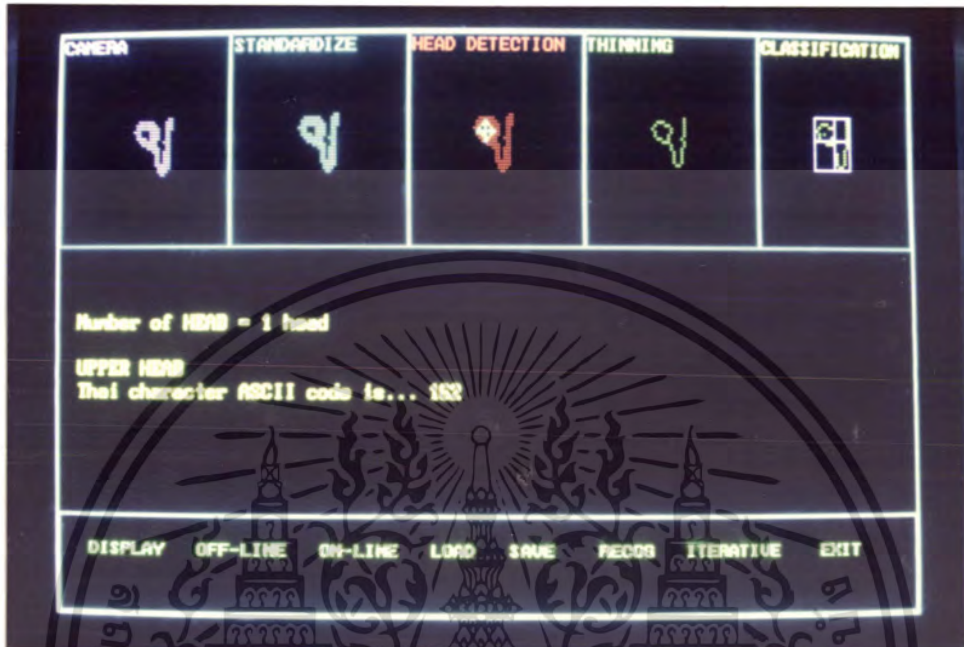 CAMERA STANDARDIZE HEAD DETECTION THINNING CLASSIFICATION
Number of HEAD = 1 head
UPPER HEAD
Thai character ASCII code is... 152
DISPLAY OFF-LINE ON-LINE LOAD SAVE RECOG ITERATIVE EXIT